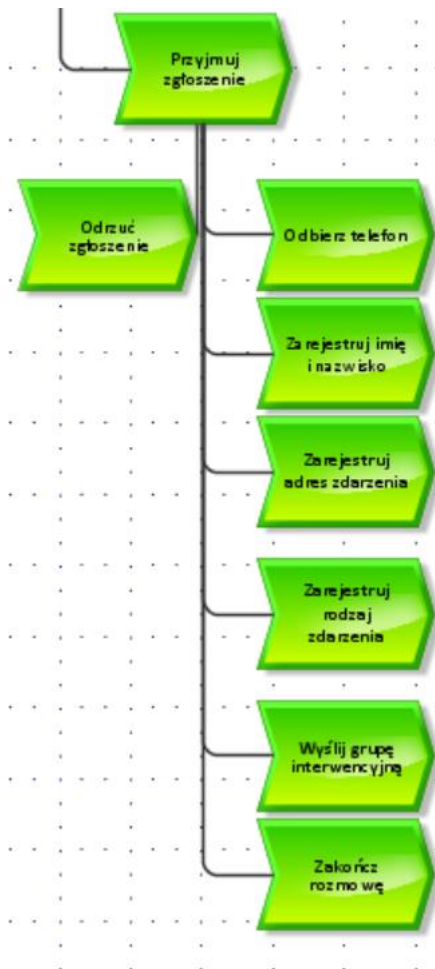 Przyjmuj
zgłoszenie
Odrzuć
zgłoszenie
Odbierz telefon
Zarejestruj imię
i nazwisko
Zarejestruj
adres zdarzenia
Zarejestruj
rodzaj
zdarzenia
Wyślij grupę
interwencyjną
Zakończ
rozmowę